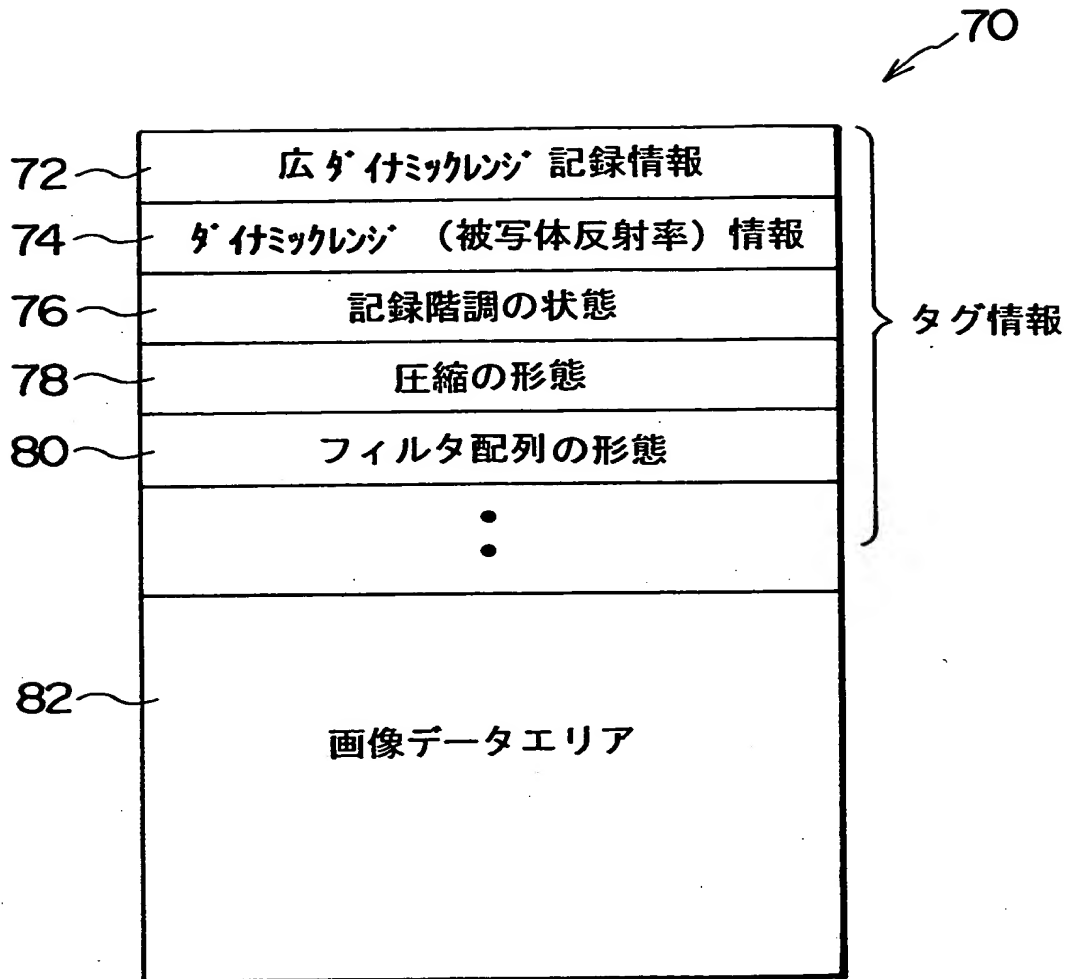 70
72 広ダイナミックレンジ 記録情報
74 ダイナミックレンジ (被写体反射率) 情報
76 記録階調の状態
タグ情報
78 圧縮の形態
80 フィルタ配列の形態
82
画像データエリア